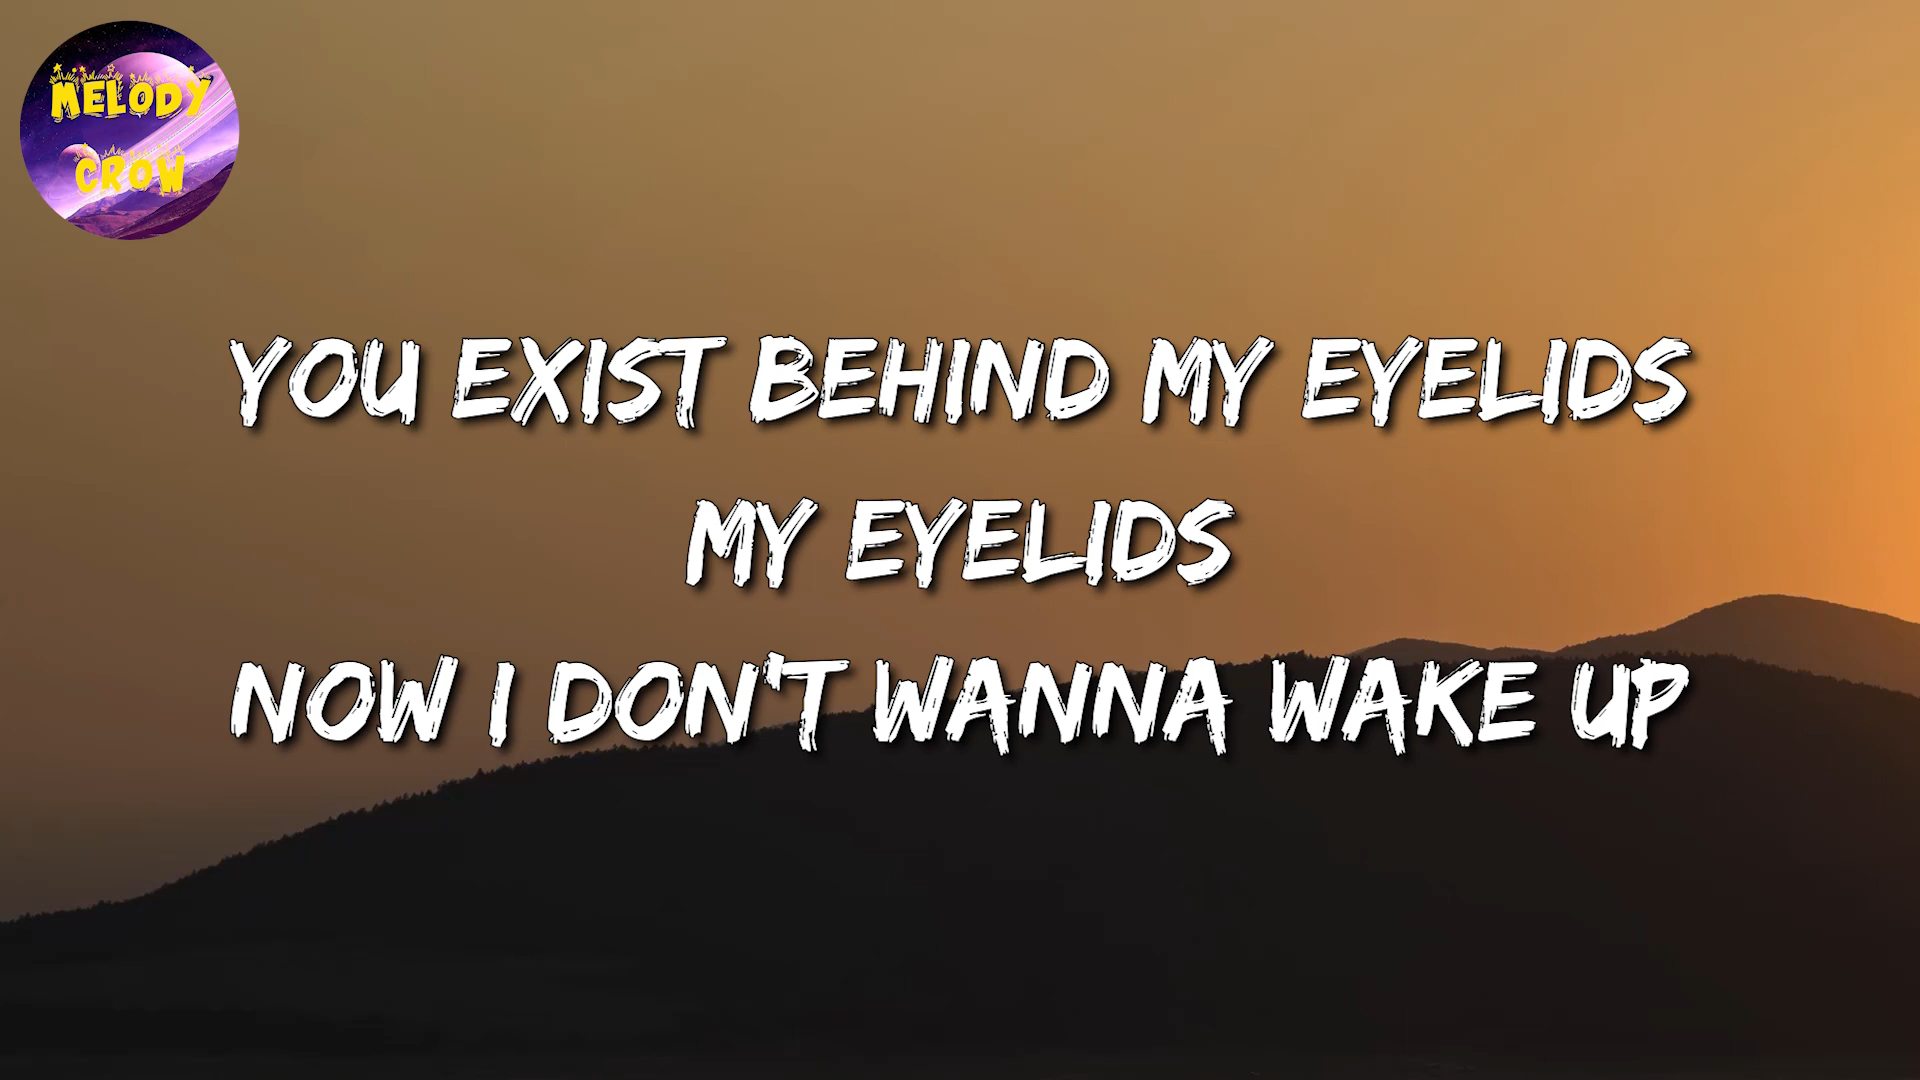 MELODY
CROW
YOU EXIST BEHIND MY EYELIDS
MY EYELIDS
NOW I DON'T WANNA WAKE UP